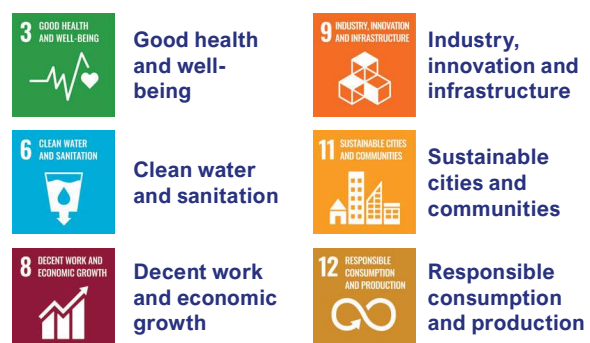 3 GOOD HEALTH
AND WELL-BEING
Good health
and well-
being
6 CLEAN WATER
AND SANITATION
Clean water
and sanitation
8 DECENT WORK AND
ECONOMIC GROWTH
Decent work
and economic
growth
9 INDUSTRY, INNOVATION
AND INFRASTRUCTURE
Industry,
innovation and
infrastructure
11 SUSTAINABLE CITIES
AND COMMUNITIES
Sustainable
cities and
communities
12 RESPONSIBLE
CONSUMPTION
AND PRODUCTION
Responsible
consumption
and production